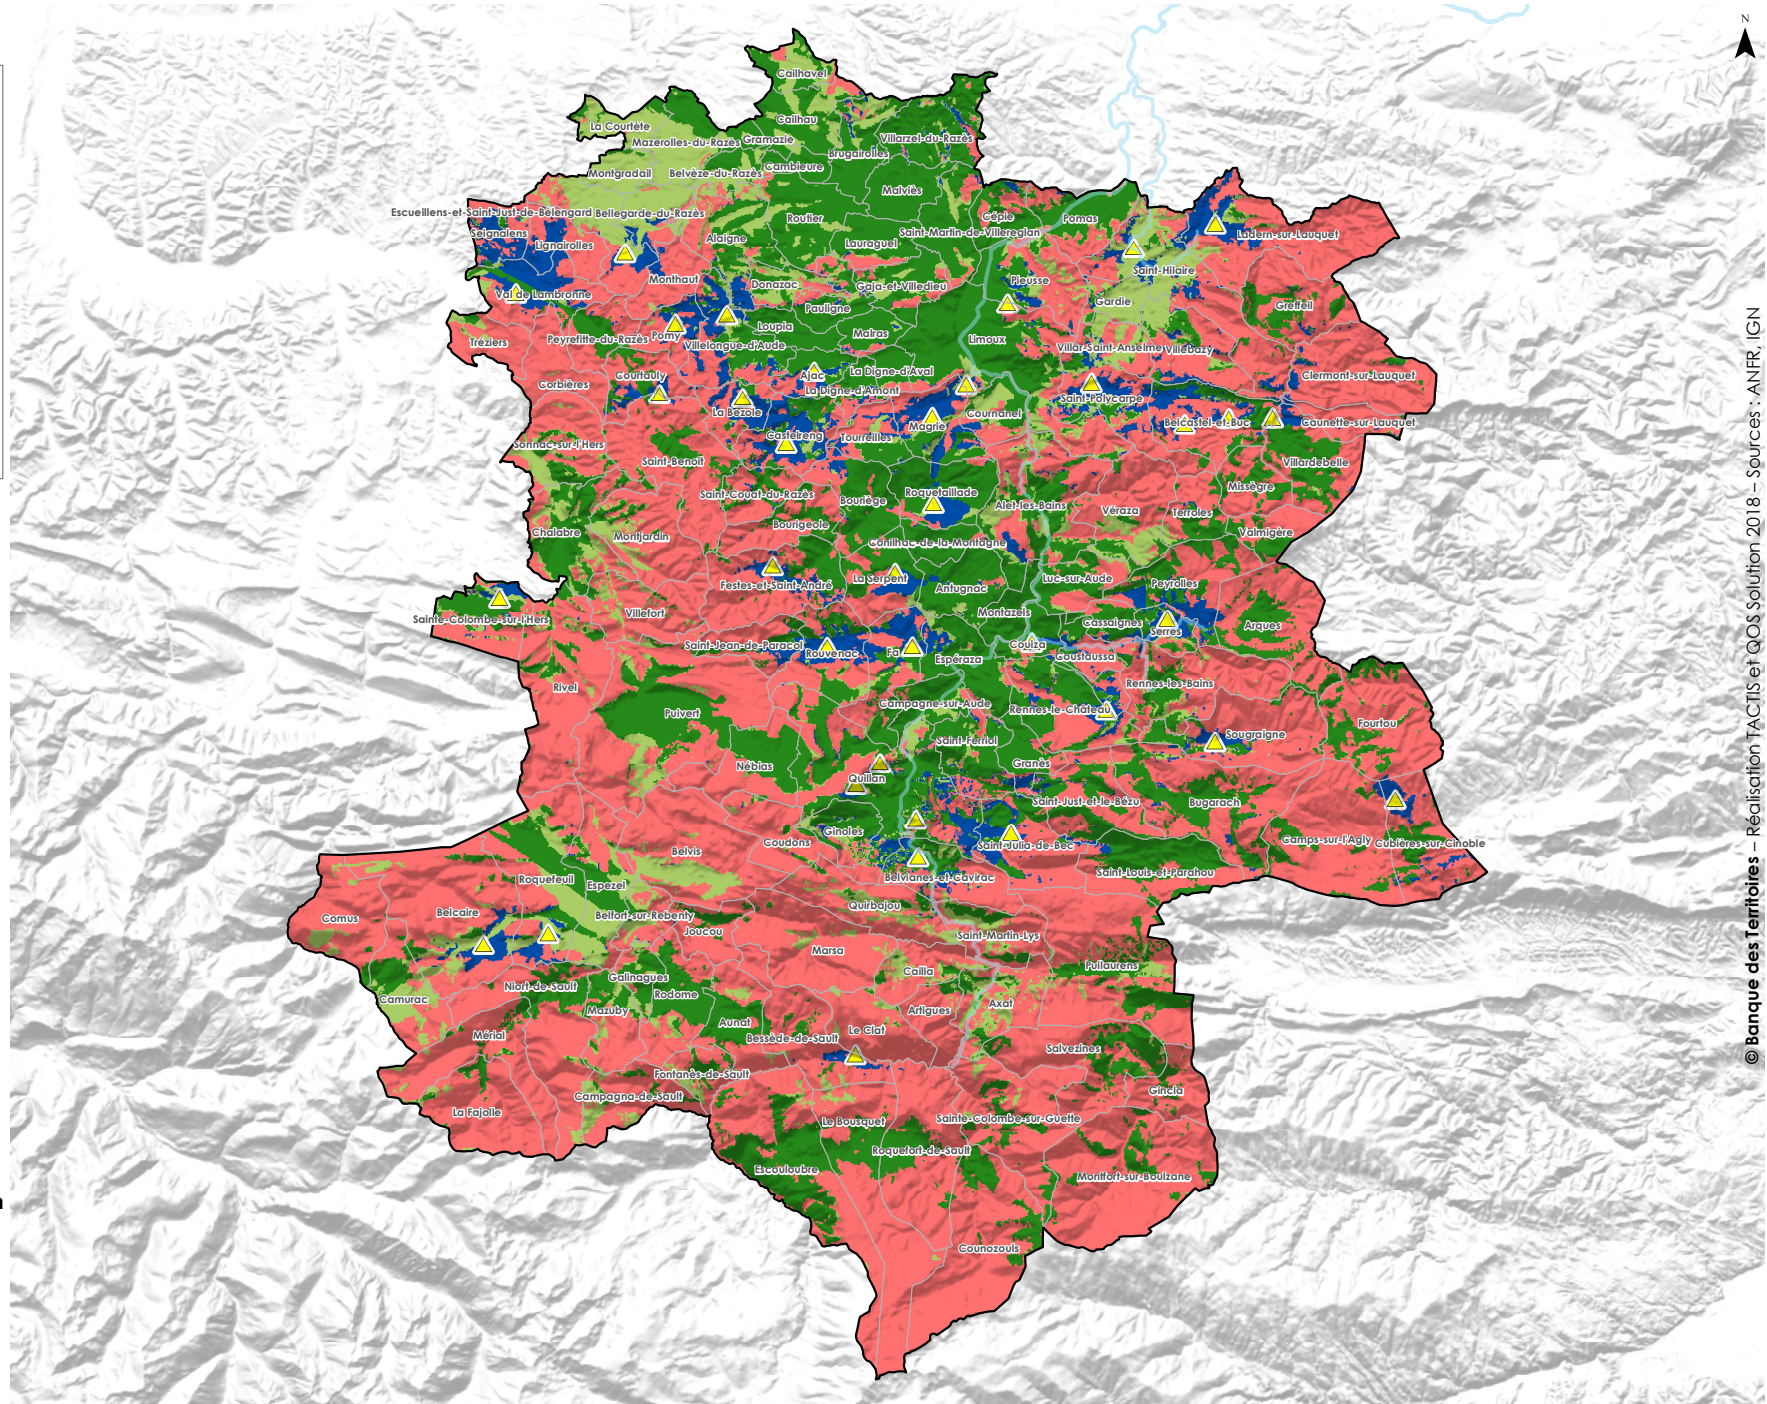 N
Cailhavel
Cailhau
La Courtète
Mazerolles-du-Razès
Gramazie
Villarzel-du-Razès
Brugairolles
Cambieure
Montgradail
Belvèze-du-Razès
Malviès
Escueillens-et-Saint-Just-de-Bélengard
Bellegarde-du-Razès
Routier
Cépie
Pomas
Seignalens
Saint-Martin-de-Villereglan
Ladern-sur-Lauquet
Lignairolles
Alaigne
Lauraguel
Saint-Hilaire
Monthaut
Donazac
Gaja-et-Villedieu
Pieusse
Val de Lambronne
Gardie
Greffeil
Pauligne
Loupia
Malras
Limoux
Tréziers
Peyrefitte-du-Razès
Pomy
Villelongue-d'Aude
Villar-Saint-Anselme
Villebazy
Courtauly
Ajac
La Digne-d'Aval
Clermont-sur-Lauquet
Corbières
La Digne-d'Amont
Saint-Polycarpe
La Bezole
Cournanel
Magrie
Belcastel-et-Buc
Caunette-sur-Lauquet
Castelreng
Tourreilles
Sonnac-sur-l'Hers
Saint-Benoît
Villardebelle
Missègre
Saint-Couat-du-Razès
Bouriège
Roquetaillade
Alet-les-Bains
Véraza
Terroles
Bourigeole
Chalabre
Montjardin
Valmigère
Conilhac-de-la-Montagne
Festes-et-Saint-André
La Serpent
Antugnac
Luc-sur-Aude
Peyrolles
Sainte-Colombe-sur-l'Hers
Villefort
Montazels
Cassaignes
Serres
Arques
Saint-Jean-de-Paracol
Rouvenac
Fa
Espéraza
Couiza
Coustaussa
Rivel
Rennes-les-Bains
Puivert
Campagne-sur-Aude
Rennes-le-Château
Fourtou
Saint-Ferriol
Sougraigne
Nébias
Quillan
Granès
Saint-Just-et-le-Bézu
Bugarach
Ginoles
Coudons
Saint-Julia-de-Bec
Camps-sur-l'Agly
Cubières-sur-Cinoble
Belvis
Belvianes-et-Cavirac
Saint-Louis-et-Parahou
Roquefeuil
Espezel
Comus
Belcaire
Belfort-sur-Rebenty
Quirbajou
Joucou
Marsa
Saint-Martin-Lys
Puilaurens
Cailla
Galinagues
Niort-de-Sault
Rodome
Camurac
Mazuby
Artigues
Axat
Aunat
Le Clat
Mérial
Bessède-de-Sault
Salvezines
Fontanès-de-Sault
Gincla
Campagna-de-Sault
La Fajolle
Le Bousquet
Sainte-Colombe-sur-Guette
Roquefort-de-Sault
Escouloubre
Montfort-sur-Boulzane
Counozouls
© Banque des Territoires – Réalisation TACTIS et QOS Solution 2018 – Sources : ANFR, IGN